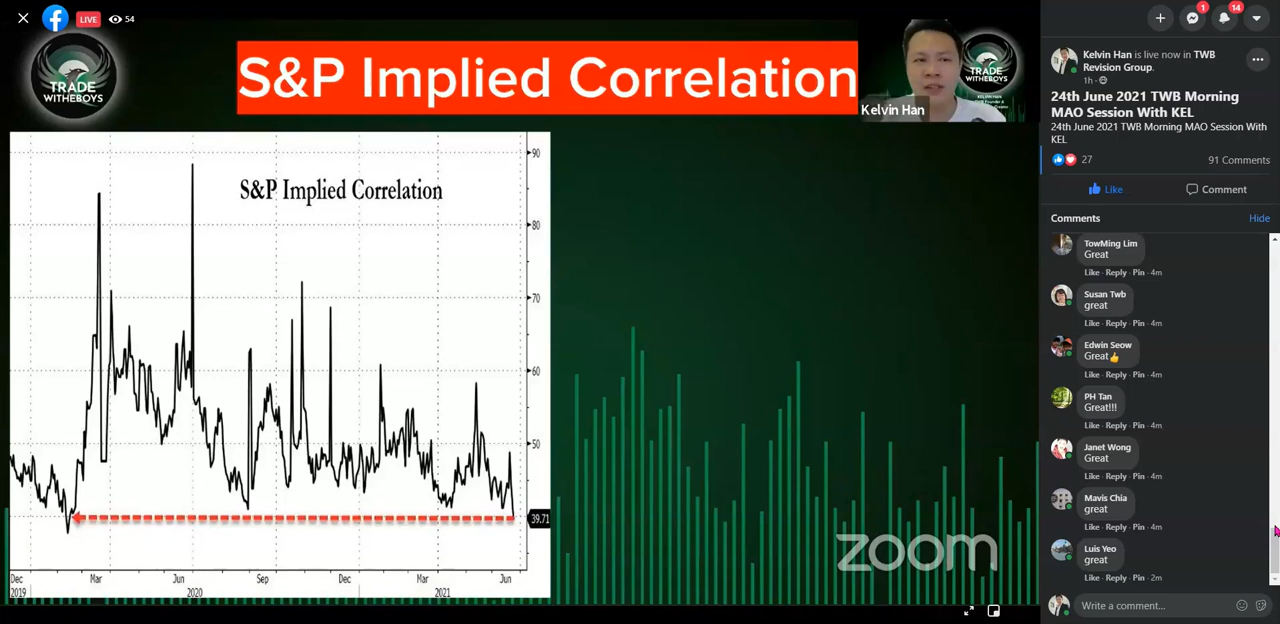 LIVE
54
TRADE
WITHEBOYS
S&P Implied Correlation
TRADE
WITHEBOYS
Kelvin Han
S&P Implied Correlation
90
80
70
60
50
39.71
Dec
Mar
Jun
Sep
Dec
Mar
Jun
2019
2020
2021
zoom
1
14
Kelvin Han is live now in TWB
Revision Group.
1h
24th June 2021 TWB Morning
MAO Session With KEL
24th June 2021 TWB Morning MAO Session With
KEL
27
91 Comments
Like
Comment
Comments
Hide
TowMing Lim
Great
Like · Reply · Pin · 4m
Susan Twb
great
Like · Reply · Pin · 4m
Edwin Seow
Great👍
Like · Reply · Pin · 4m
PH Tan
Great!!!
Like · Reply · Pin · 4m
Janet Wong
Great
Like · Reply · Pin · 4m
Mavis Chia
great
Like · Reply · Pin · 4m
Luis Yeo
great
Like · Reply · Pin · 2m
Write a comment...